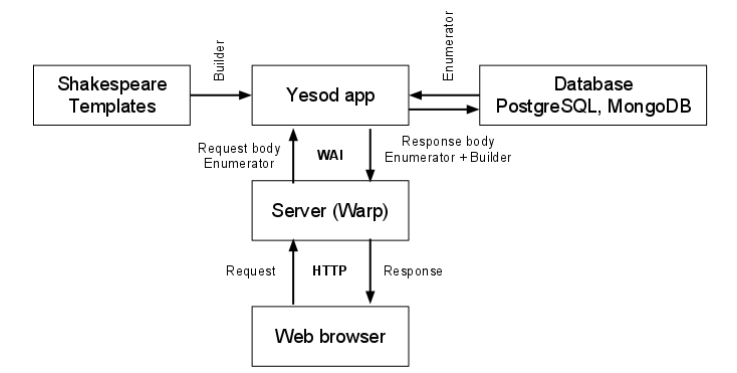 Builder
Enumerator
Shakespeare
Templates
Yesod app
Database
PostgreSQL, MongoDB
Request body
Enumerator
WAI
Response body
Enumerator + Builder
Server (Warp)
Request
HTTP
Response
Web browser